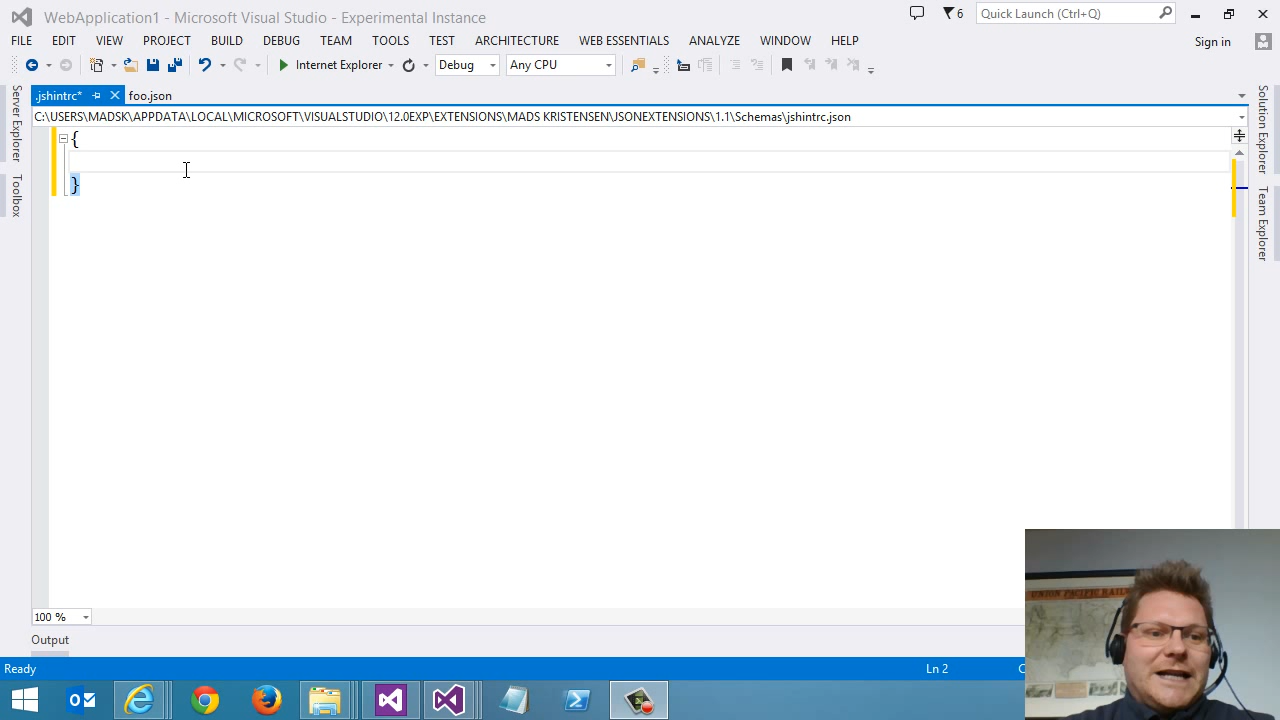 WebApplication1 - Microsoft Visual Studio - Experimental Instance
6
Quick Launch (Ctrl+Q)
FILE EDIT VIEW PROJECT BUILD DEBUG TEAM TOOLS TEST ARCHITECTURE WEB ESSENTIALS ANALYZE WINDOW HELP
Sign in
Internet Explorer Debug Any CPU
.jshintrc* foo.json
C:\USERS\MADSK\APPDATA\LOCAL\MICROSOFT\VISUALSTUDIO\12.0EXP\EXTENSIONS\MADS KRISTENSEN\JSONEXTENSIONS\1.1\Schemas\jshintrc.json
Server Explorer
Toolbox
{
}
Solution Explorer
Team Explorer
100 %
Output
Ready
Ln 2
UNION PACIFIC